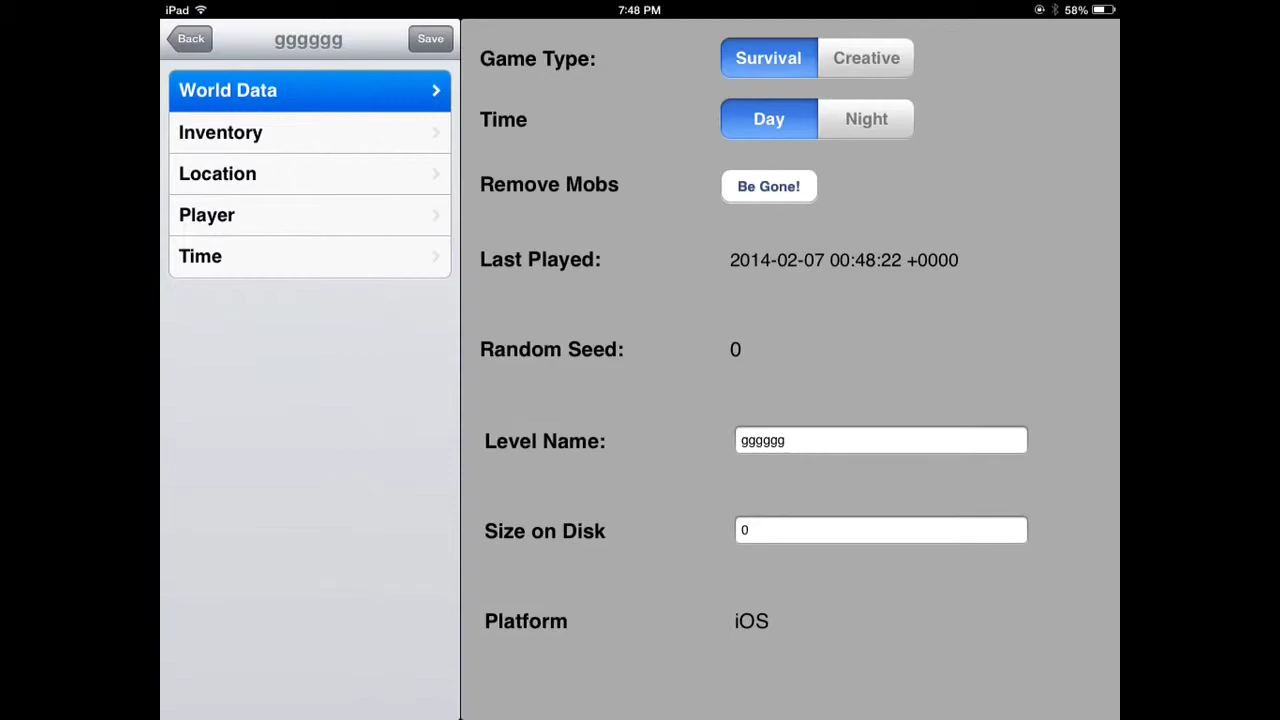 iPad 7:48 PM 58%
Back gggggg Save
World Data
Inventory
Location
Player
Time
Game Type: Survival Creative
Time Day Night
Remove Mobs Be Gone!
Last Played: 2014-02-07 00:48:22 +0000
Random Seed: 0
Level Name: gggggg
Size on Disk 0
Platform iOS